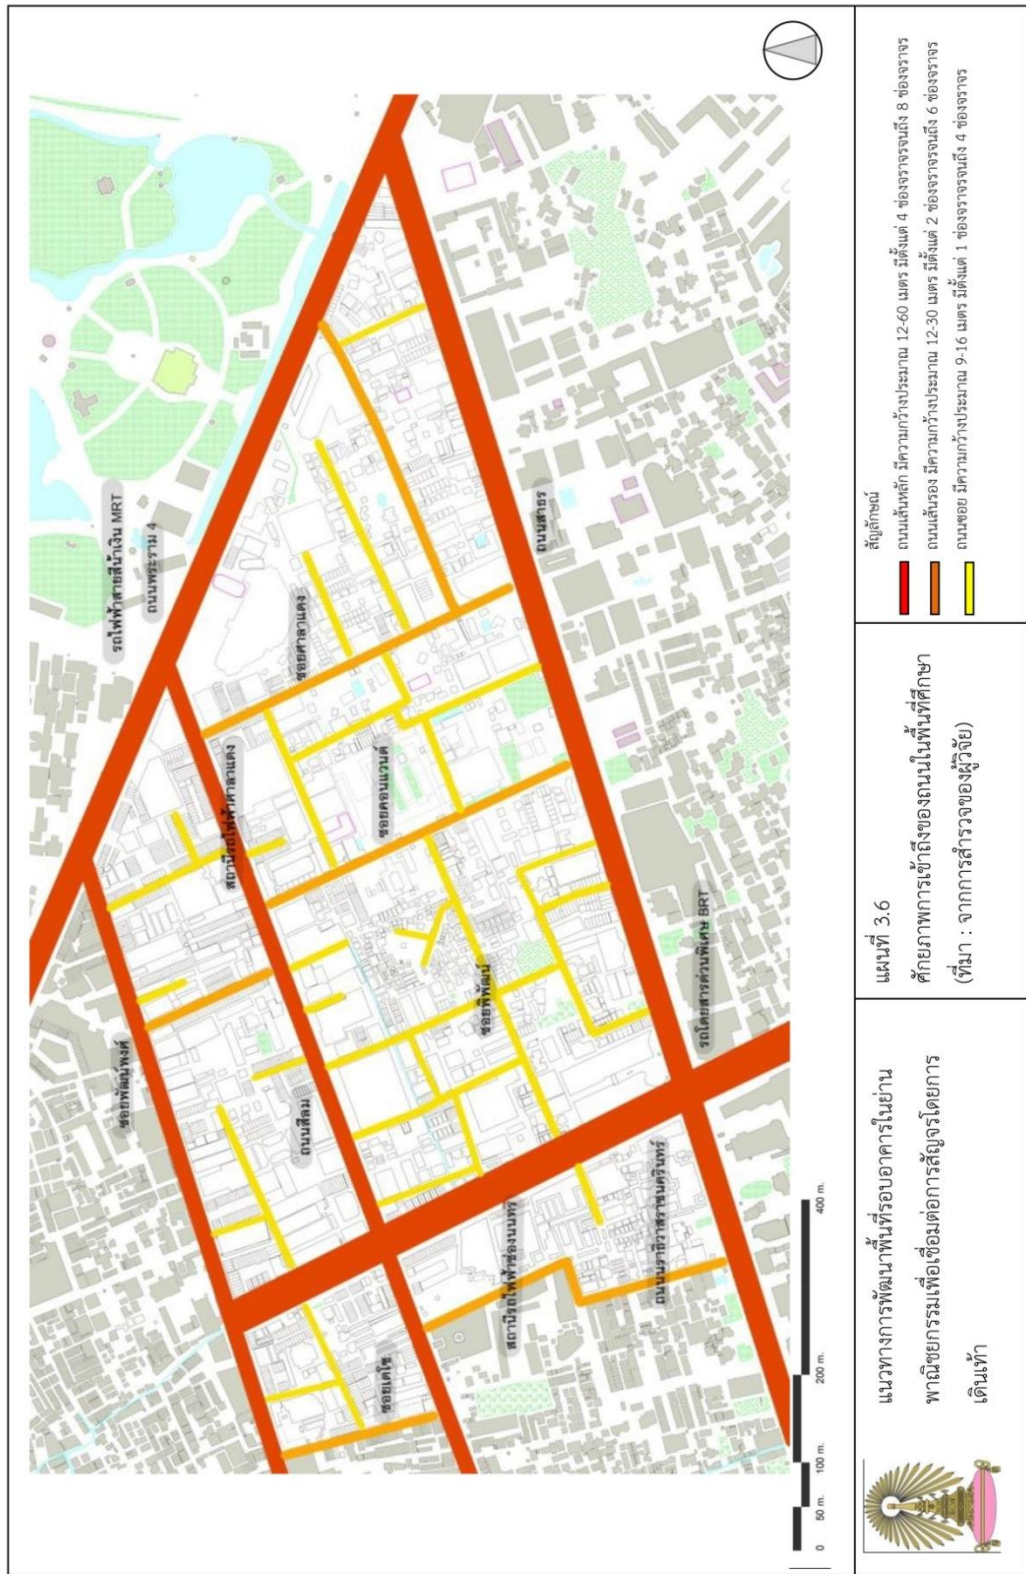 รถไฟฟ้าสายสีน้ำเงิน MRT
ถนนพระราม 4
ซอยศาลาแดง
ถนนสาธร
สถานีรถไฟฟ้าศาลาแดง
ซอยคอนแวนต์
ซอยพัฒน์พงศ์
ถนนสีลม
ซอยพิพัฒน์
รถโดยสารด่วนพิเศษ BRT
ซอยเดโช
สถานีรถไฟฟ้าช่องนนทรี
ถนนนราธิวาสราชนครินทร์
0 50 m. 100 m. 200 m. 400 m.
แนวทางการพัฒนาพื้นที่รอบอาคารในย่าน
พาณิชยกรรมเพื่อเชื่อมต่อการสัญจรโดยการ
เดินเท้า
แผนที่ 3.6
ศักยภาพการเข้าถึงของถนนในพื้นที่ศึกษา
(ที่มา : จากการสำรวจของผู้วิจัย)
สัญลักษณ์
ถนนเส้นหลัก มีความกว้างประมาณ 12-60 เมตร มีตั้งแต่ 4 ช่องจราจรจนถึง 8 ช่องจราจร
ถนนเส้นรอง มีความกว้างประมาณ 12-30 เมตร มีตั้งแต่ 2 ช่องจราจรจนถึง 6 ช่องจราจร
ถนนซอย มีความกว้างประมาณ 9-16 เมตร มีตั้งแต่ 1 ช่องจราจรจนถึง 4 ช่องจราจร